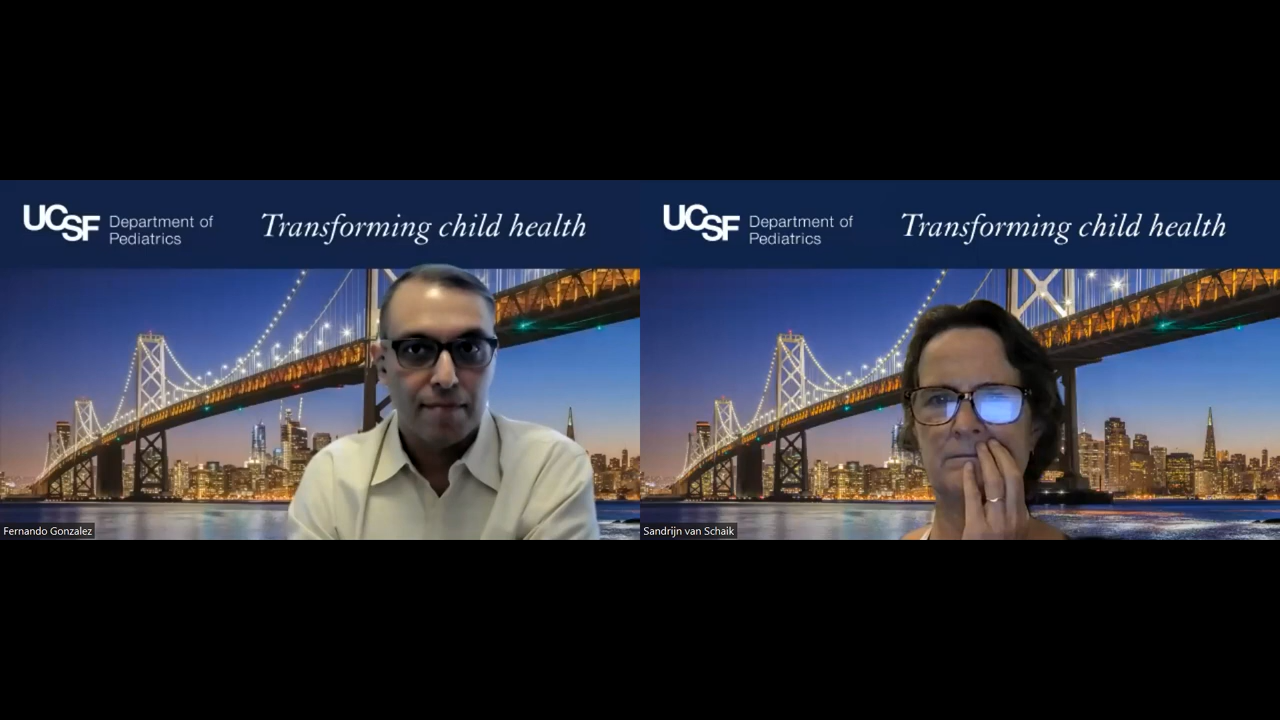 UCSF Department of Pediatrics
Transforming child health
UCSF Department of Pediatrics
Transforming child health
Fernando Gonzalez
Sandrijn van Schaik